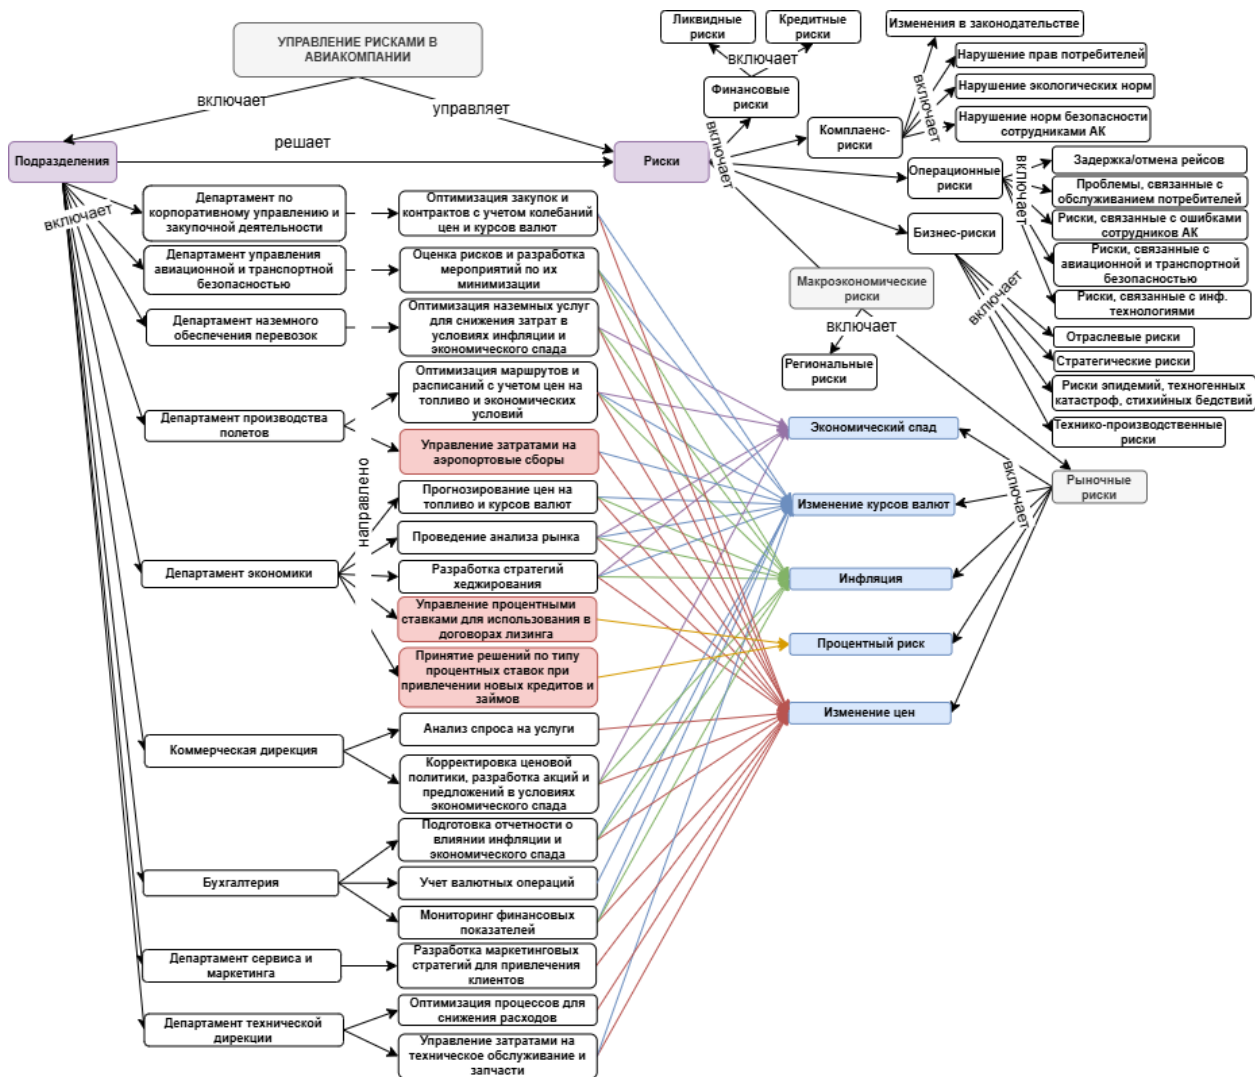 УПРАВЛЕНИЕ РИСКАМИ В
АВИАКОМПАНИИ
включает
управляет
Подразделения
решает
Риски
включает
Департамент по
корпоративному управлению и
закупочной деятельности
Департамент управления
авиационной и транспортной
безопасностью
Департамент наземного
обеспечения перевозок
Департамент производства
полетов
Департамент экономики
Коммерческая дирекция
Бухгалтерия
Департамент сервиса и
маркетинга
Департамент технической
дирекции
направлено
Оптимизация закупок и
контрактов с учетом колебаний
цен и курсов валют
Оценка рисков и разработка
мероприятий по их
минимизации
Оптимизация наземных услуг
для снижения затрат в
условиях инфляции и
экономического спада
Оптимизация маршрутов и
расписаний с учетом цен на
топливо и экономических
условий
Управление затратами на
аэропортовые сборы
Прогнозирование цен на
топливо и курсов валют
Проведение анализа рынка
Разработка стратегий
хеджирования
Управление процентными
ставками для использования в
договорах лизинга
Принятие решений по типу
процентных ставок при
привлечении новых кредитов и
займов
Анализ спроса на услуги
Корректировка ценовой
политики, разработка акций и
предложений в условиях
экономического спада
Подготовка отчетности о
влиянии инфляции и
экономического спада
Учет валютных операций
Мониторинг финансовых
показателей
Разработка маркетинговых
стратегий для привлечения
клиентов
Оптимизация процессов для
снижения расходов
Управление затратами на
техническое обслуживание и
запчасти
Ликвидные
риски
Кредитные
риски
включает
Финансовые
риски
включает
Комплаенс-
риски
включает
Изменения в законодательстве
Нарушение прав потребителей
Нарушение экологических норм
Нарушение норм безопасности
сотрудниками АК
Операционные
риски
включает
Задержка/отмена рейсов
Проблемы, связанные с
обслуживанием потребителей
Риски, связанные с ошибками
сотрудников АК
Риски, связанные с
авиационной и транспортной
безопасностью
Риски, связанные с инф.
технологиями
Бизнес-риски
включает
Отраслевые риски
Стратегические риски
Риски эпидемий, техногенных
катастроф, стихийных бедствий
Технико-производственные
риски
Макроэкономические
риски
включает
Региональные
риски
Рыночные
риски
включает
Экономический спад
Изменение курсов валют
Инфляция
Процентный риск
Изменение цен